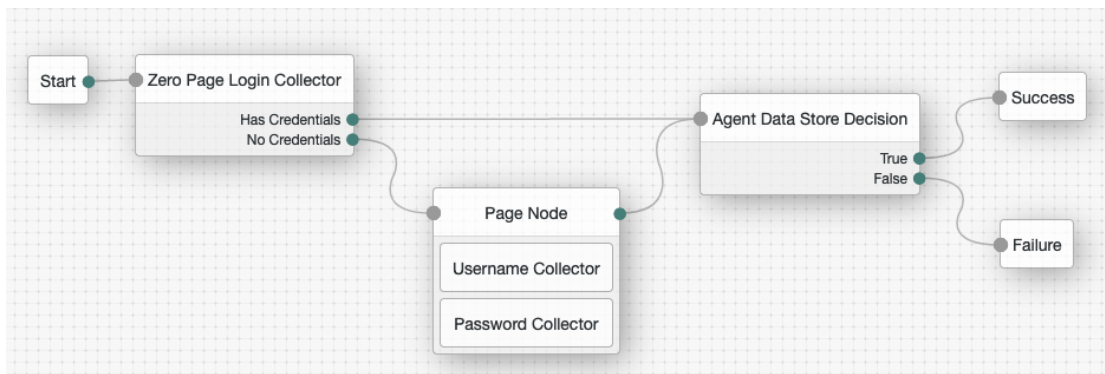 Start
Zero Page Login Collector
Has Credentials
No Credentials
Page Node
Username Collector
Password Collector
Agent Data Store Decision
True
False
Success
Failure